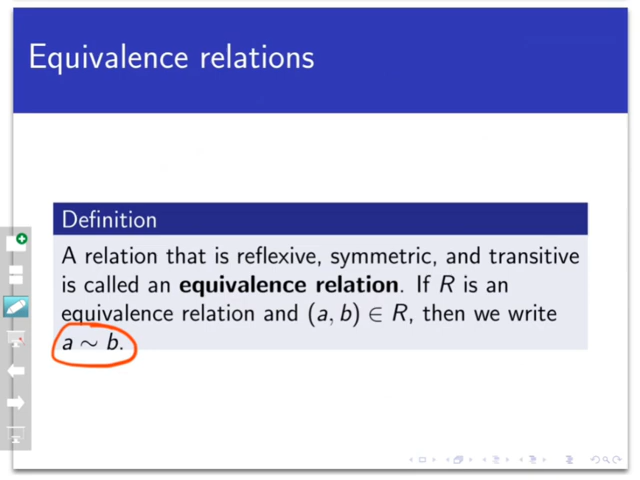 Equivalence relations
Definition
A relation that is reflexive, symmetric, and transitive
is called an equivalence relation. If R is an
equivalence relation and (a, b) ∈ R, then we write
a ∼ b.